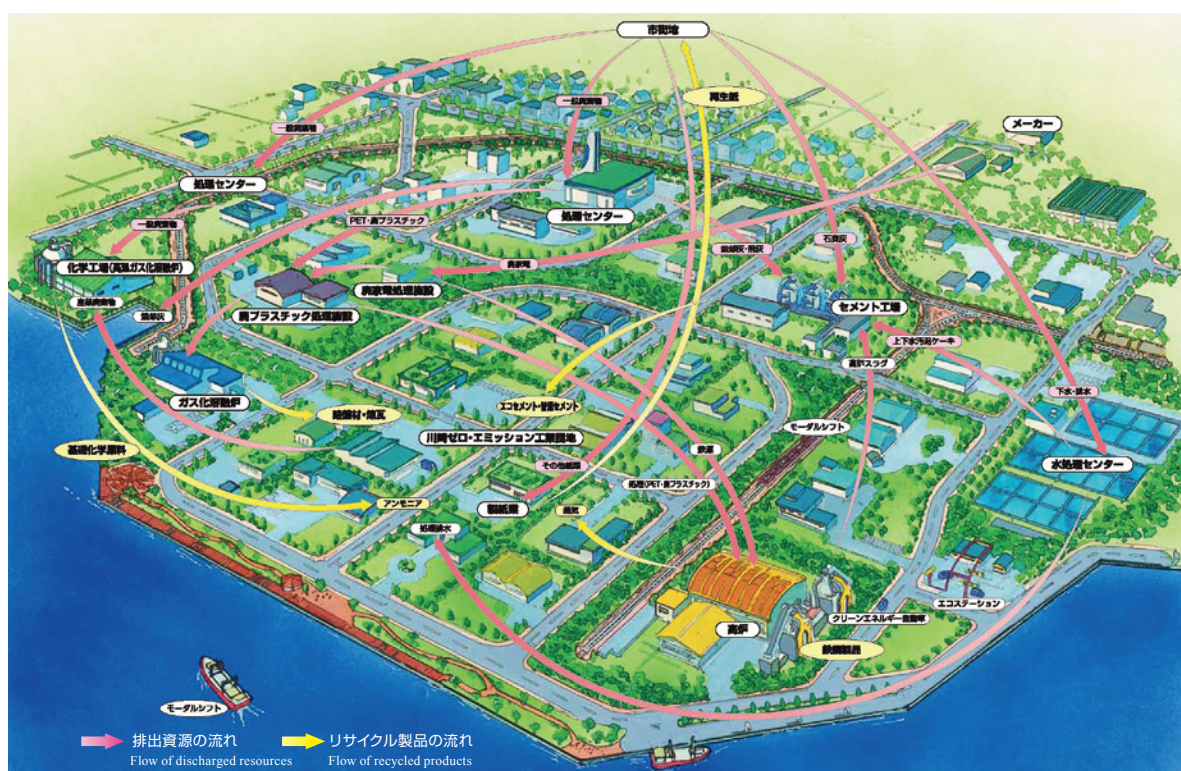 市街地
一般廃棄物
再生紙
メーカー
一般廃棄物
処理センター
処理センター
PET・廃プラスチック
焼却灰・飛灰
石炭灰
一般廃棄物
廃家電
化学工場(高温ガス化溶融炉)
廃家電処理施設
産業廃棄物
焼却灰
廃プラスチック処理施設
セメント工場
上下水汚泥ケーキ
高炉スラグ
下水・排水
ガス化溶融炉
路盤材・煉瓦
エコセメント・普通セメント
モーダルシフト
川崎ゼロ・エミッション工業団地
基礎化学原料
その他紙類
鉄源
水処理センター
処理(PET・廃プラスチック)
アンモニア
製紙業
蒸気
処理排水
エコステーション
クリーンエネルギー自動車
高炉
鉄鋼製品
モーダルシフト
排出資源の流れ
Flow of discharged resources
リサイクル製品の流れ
Flow of recycled products